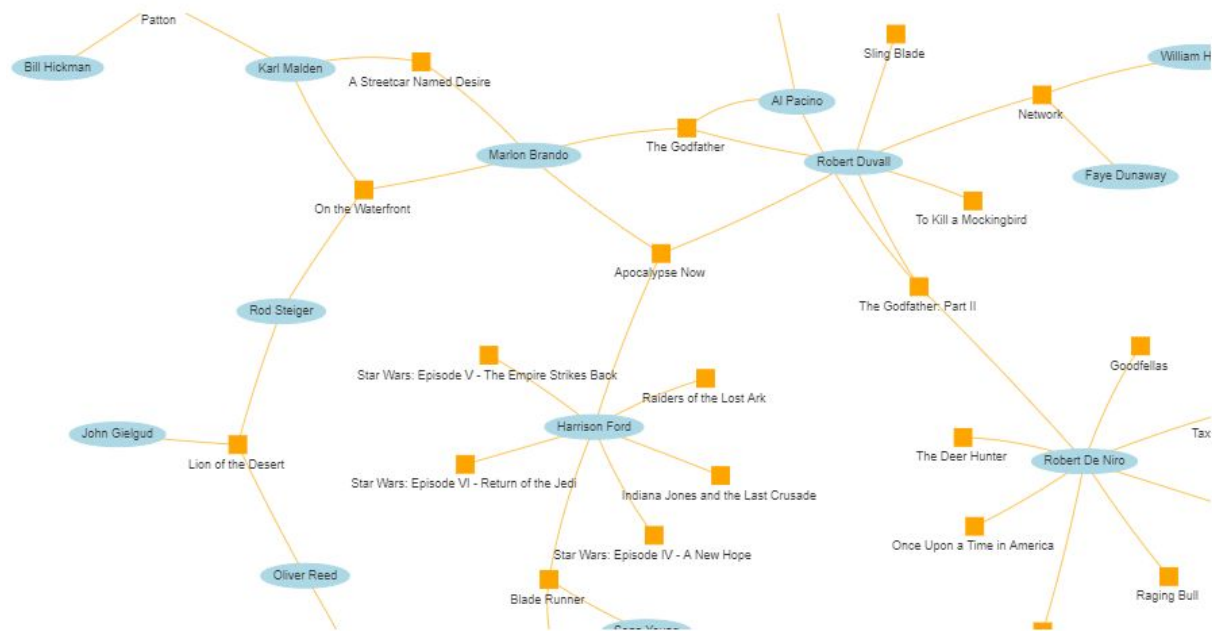 Patton
Bill Hickman
Karl Malden
A Streetcar Named Desire
Sling Blade
William H
Al Pacino
Network
The Godfather
Marlon Brando
Robert Duvall
Faye Dunaway
On the Waterfront
To Kill a Mockingbird
Apocalypse Now
The Godfather: Part II
Rod Steiger
Goodfellas
Star Wars: Episode V - The Empire Strikes Back
Raiders of the Lost Ark
John Gielgud
Harrison Ford
Tax
Lion of the Desert
The Deer Hunter
Robert De Niro
Star Wars: Episode VI - Return of the Jedi
Indiana Jones and the Last Crusade
Once Upon a Time in America
Star Wars: Episode IV - A New Hope
Oliver Reed
Blade Runner
Raging Bull